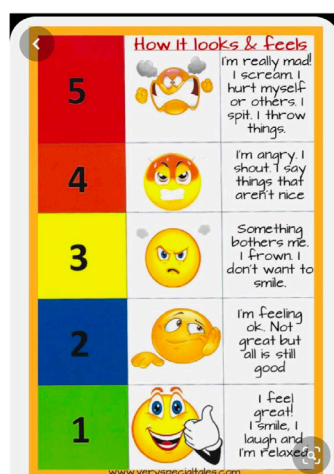 How it looks & feels
5
I'm really mad!
I scream. I
hurt myself
or others. I
spit. I throw
things.
4
I'm angry. I
shout. I say
things that
aren't nice
3
Something
bothers me.
I frown. I
don't want to
smile.
2
I'm feeling
ok. Not
great but
all is still
good
1
I feel
great!
I smile, I
laugh and
I'm relaxed
www.veryspecialtales.com